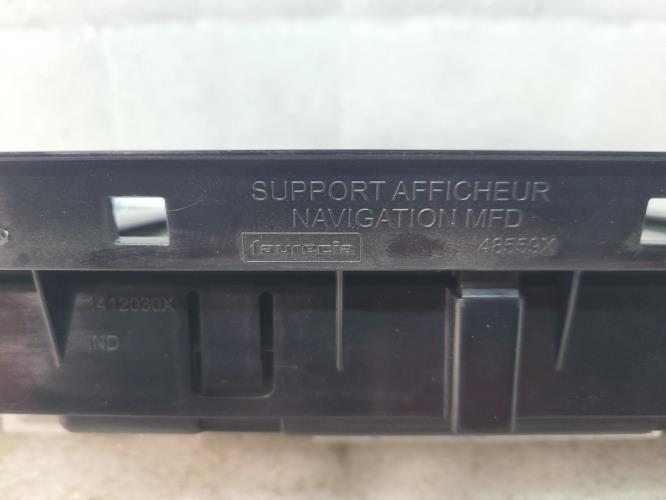 SUPPORT AFFICHEUR
NAVIGATION MFD
faurecia 48553X
1412030X
IND